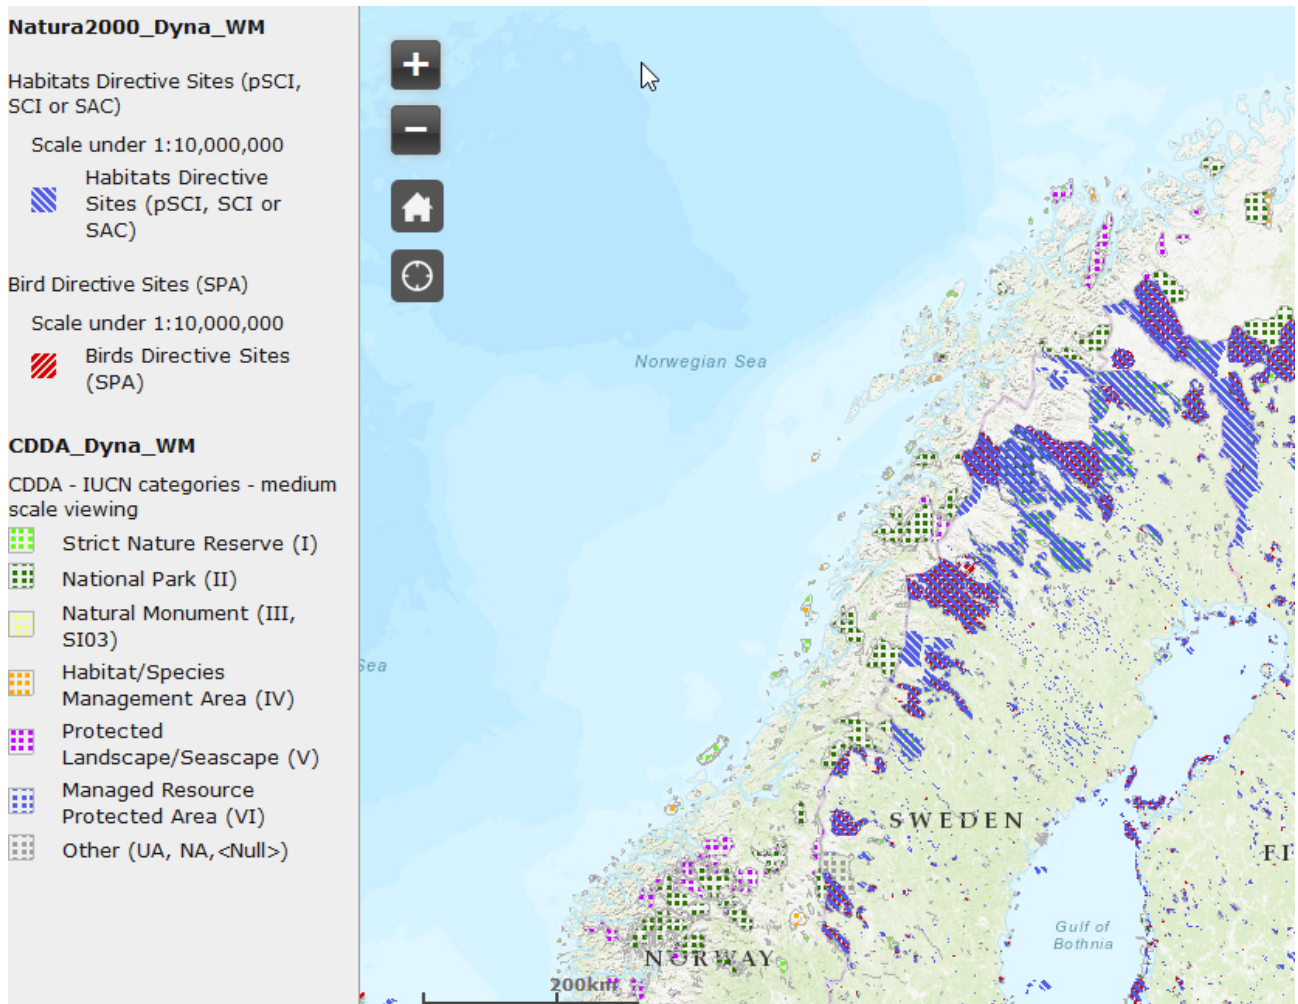 Natura2000_Dyna_WM
Habitats Directive Sites (pSCI,
SCI or SAC)
Scale under 1:10,000,000
Habitats Directive
Sites (pSCI, SCI or
SAC)
Bird Directive Sites (SPA)
Scale under 1:10,000,000
Birds Directive Sites
(SPA)
CDDA_Dyna_WM
CDDA - IUCN categories - medium
scale viewing
Strict Nature Reserve (I)
National Park (II)
Natural Monument (III,
SI03)
Habitat/Species
Management Area (IV)
Protected
Landscape/Seascape (V)
Managed Resource
Protected Area (VI)
Other (UA, NA,<Null>)
+
−
Norwegian Sea
Sea
SWEDEN
FI
Gulf of
Bothnia
NORWAY
200km